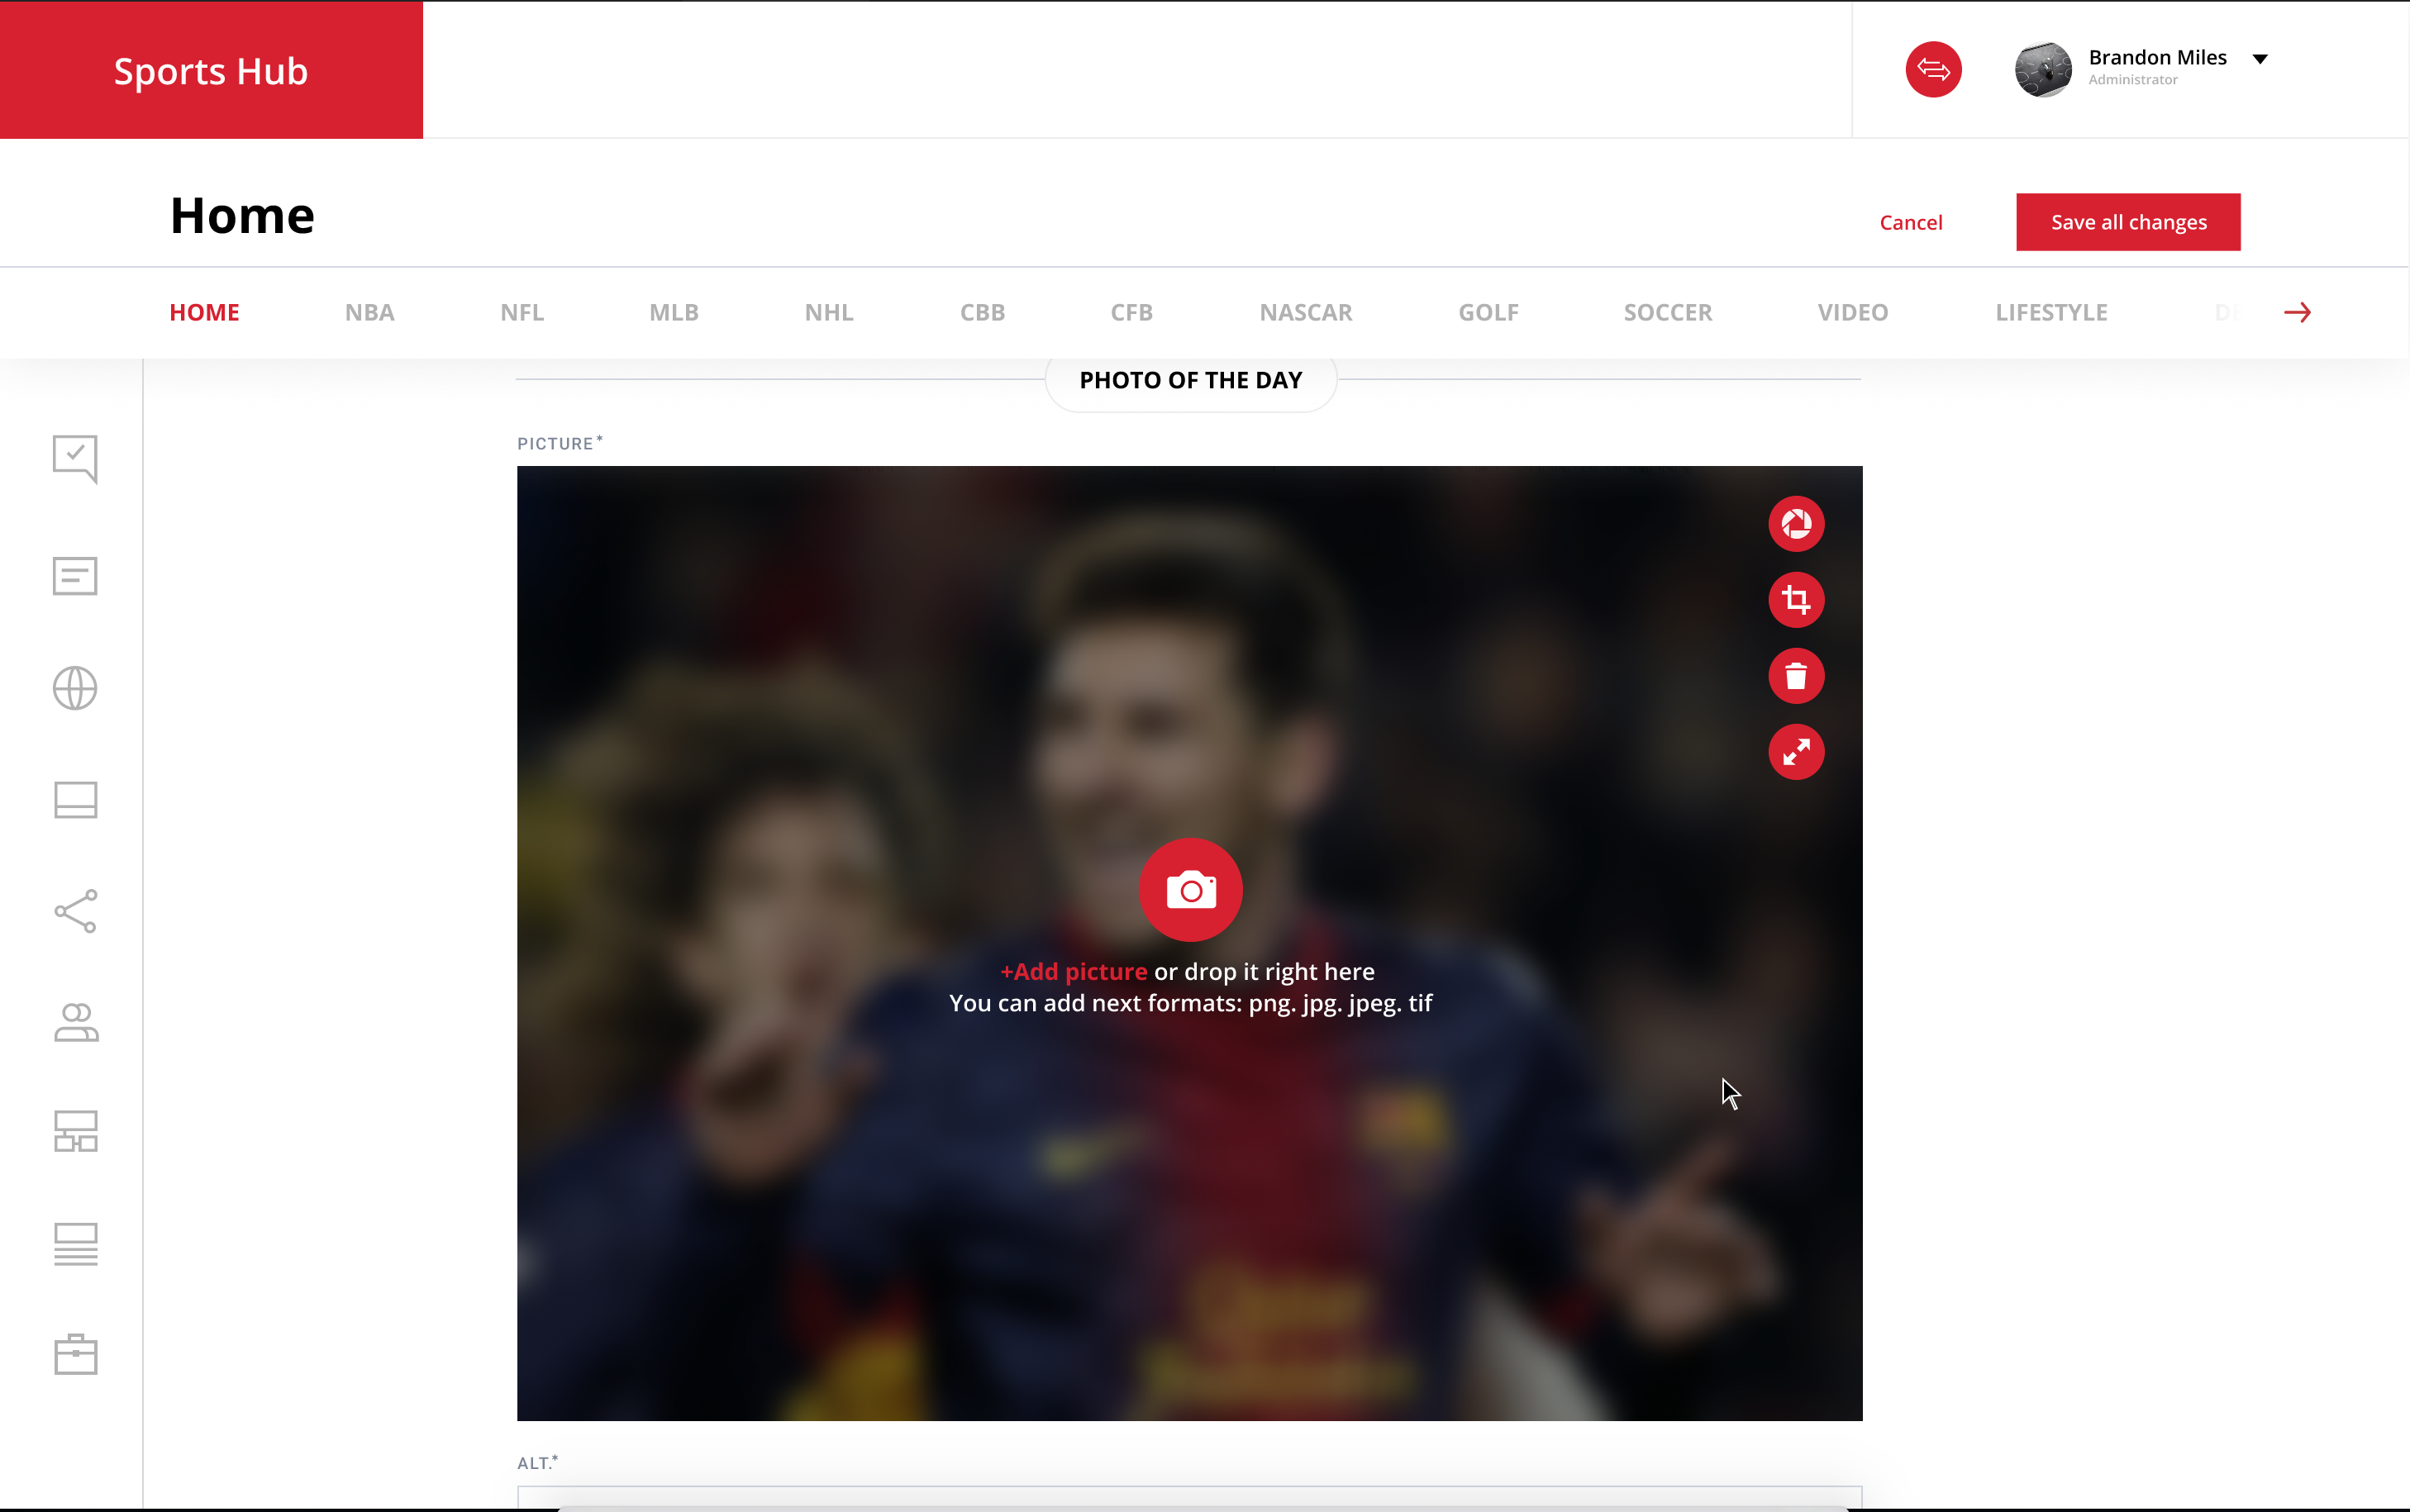 Sports Hub
Brandon Miles
Administrator
Home
Cancel
Save all changes
HOME NBA NFL MLB NHL CBB CFB NASCAR GOLF SOCCER VIDEO LIFESTYLE DE
PHOTO OF THE DAY
PICTURE*
+Add picture or drop it right here
You can add next formats: png. jpg. jpeg. tif
Qatar
ALT.*